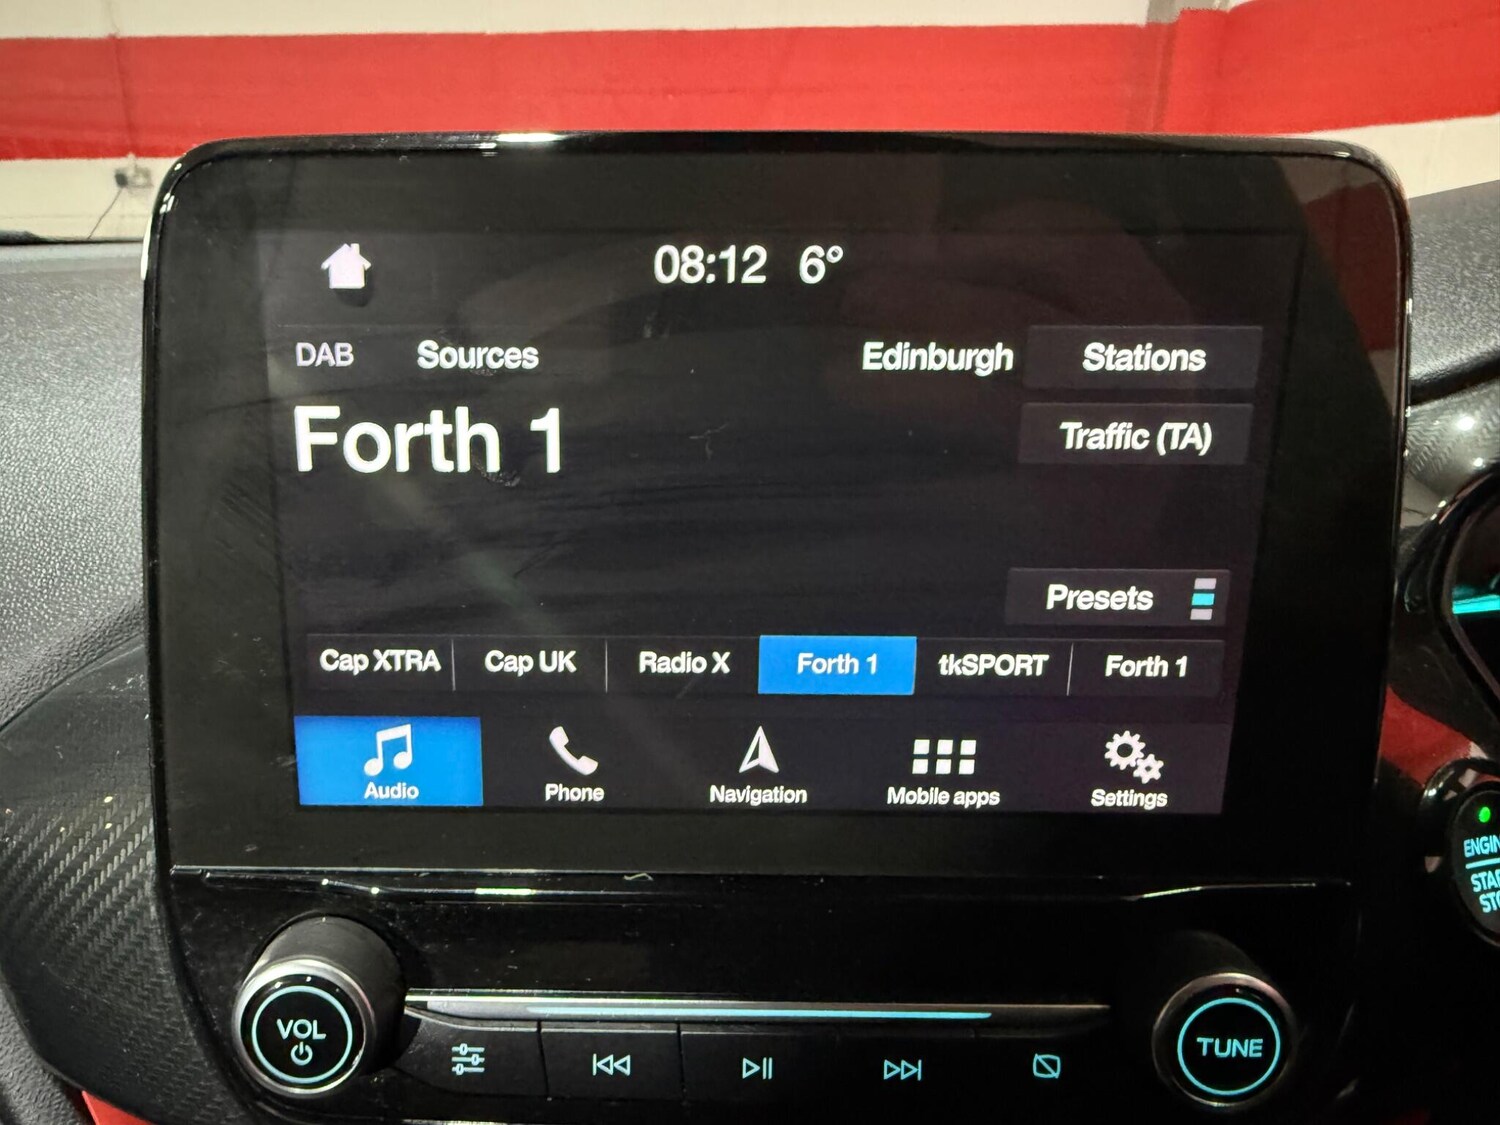 08:12 6°
DAB Sources Edinburgh Stations
Forth 1 Traffic (TA)
Presets
Cap XTRA Cap UK Radio X Forth 1 tkSPORT Forth 1
Audio Phone Navigation Mobile apps Settings
VOL TUNE